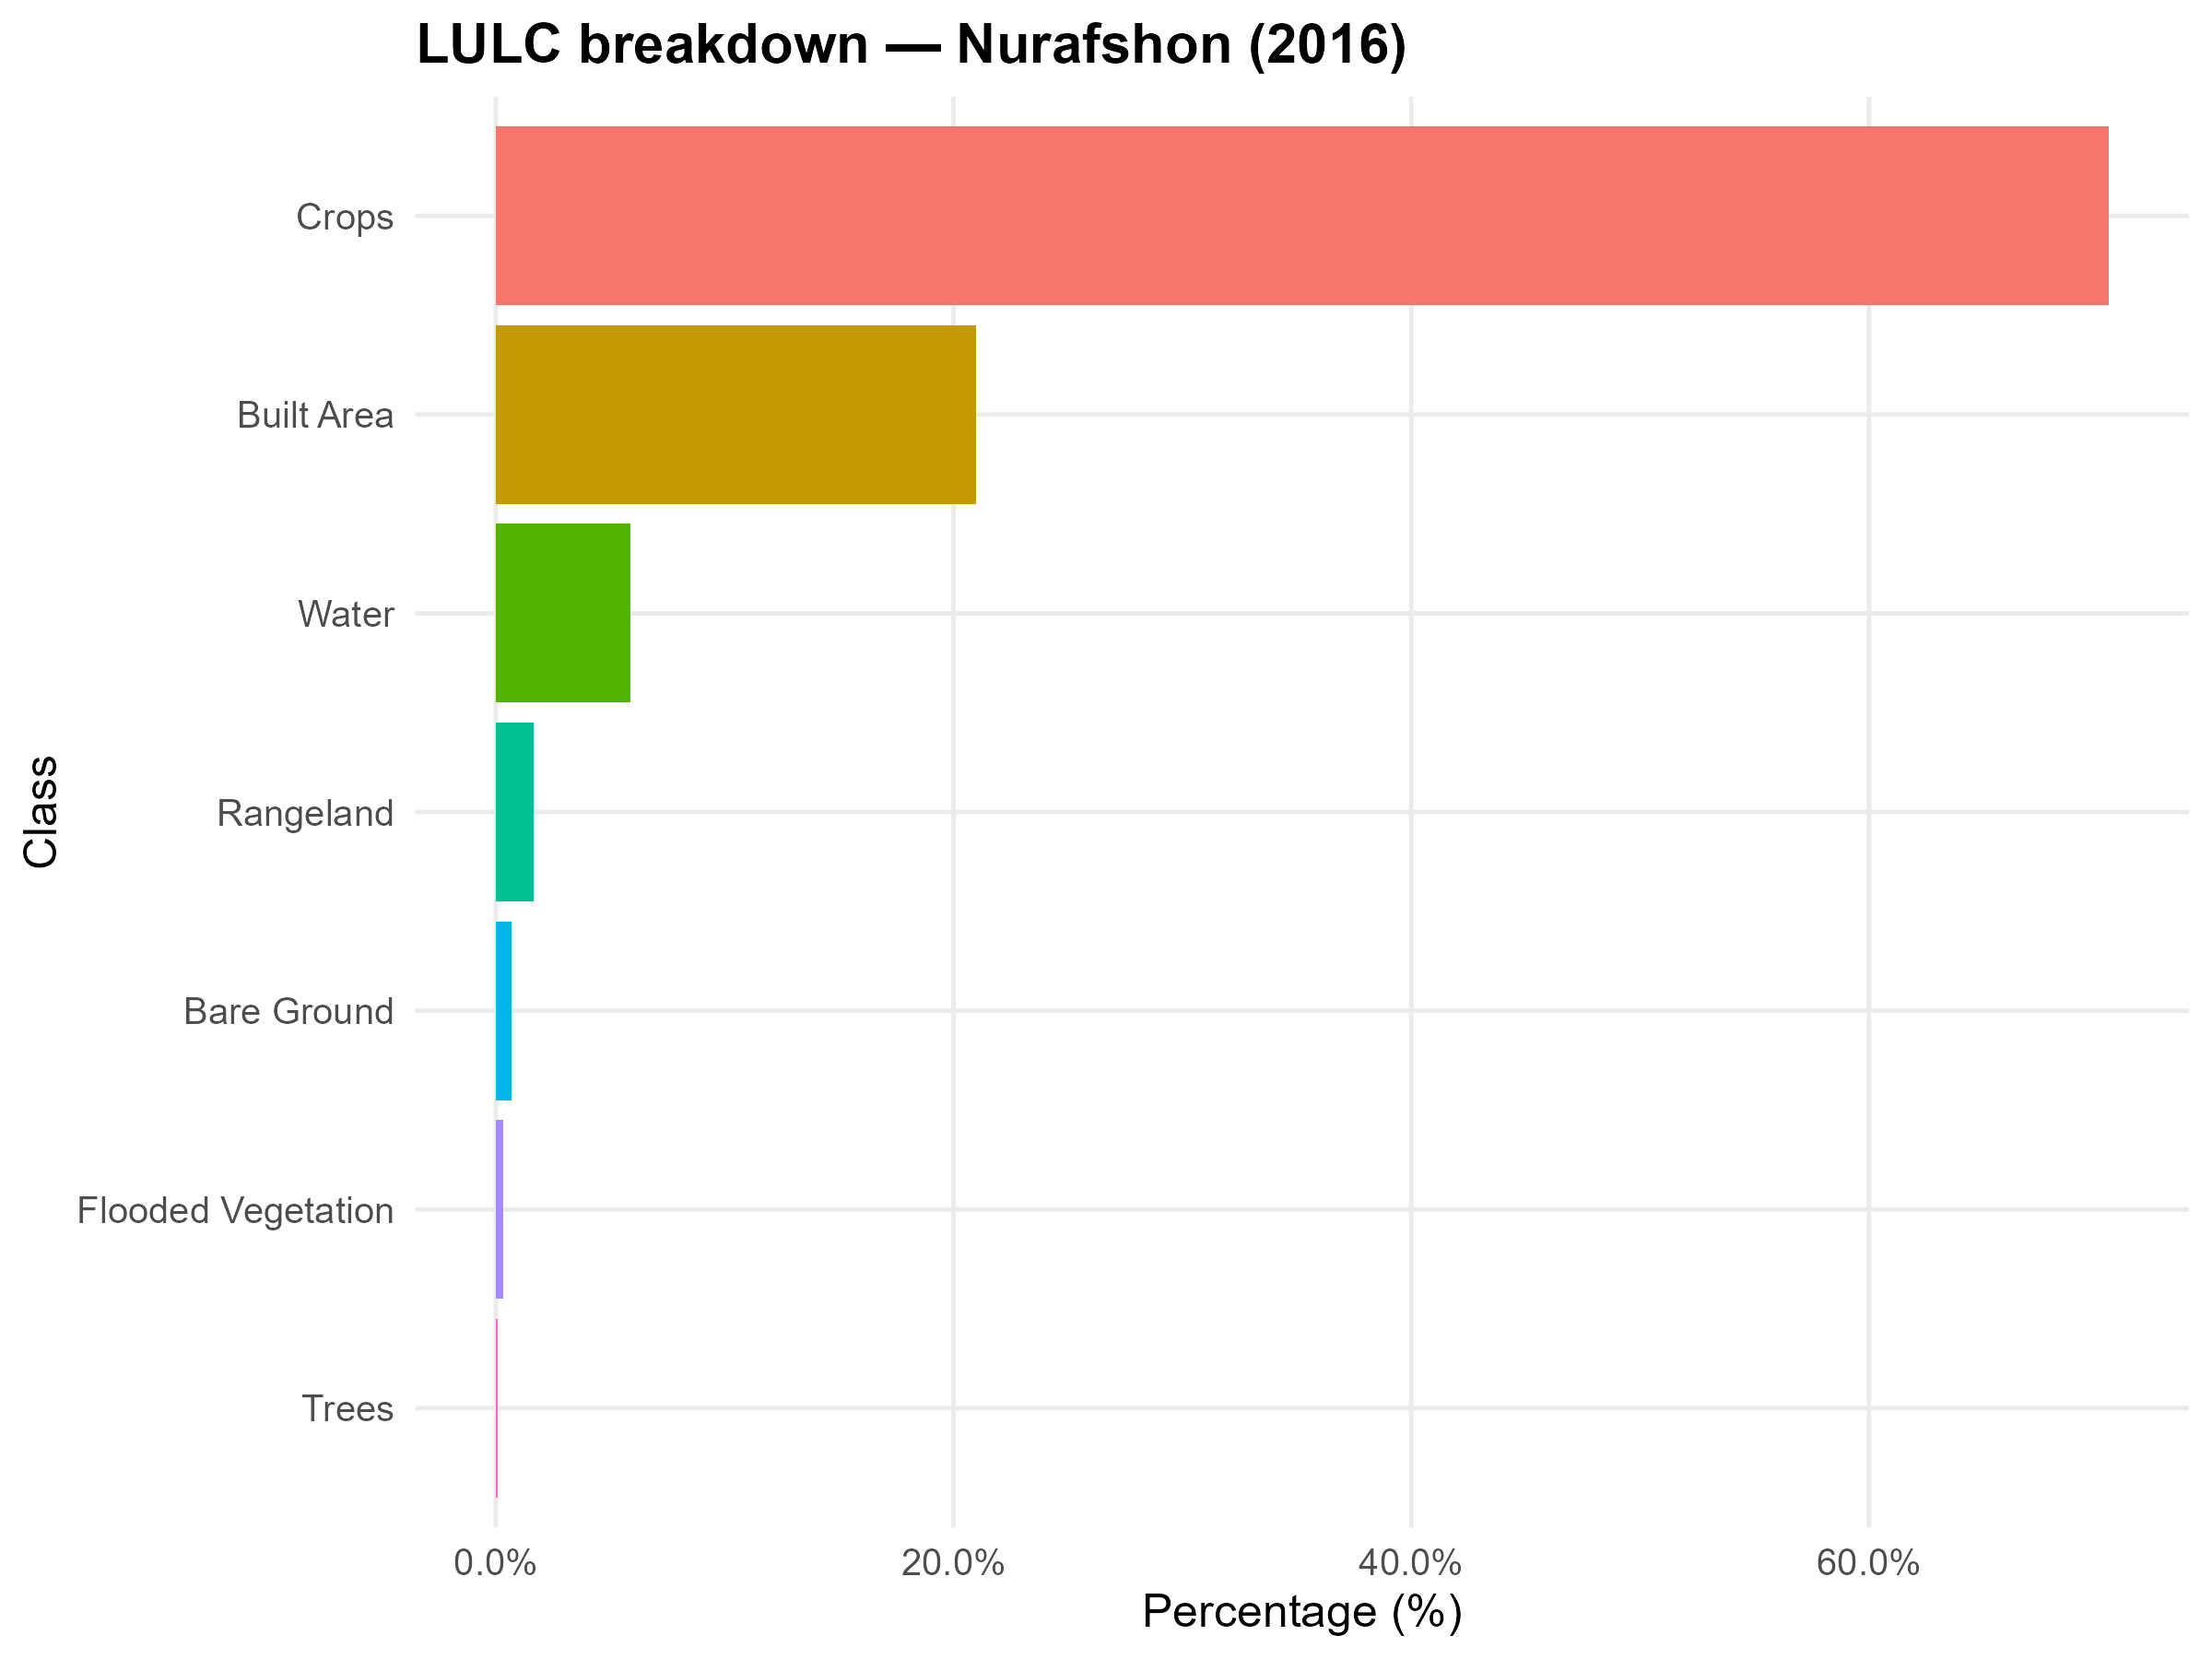 LULC breakdown — Nurafshon (2016)
Class
Crops
Built Area
Water
Rangeland
Bare Ground
Flooded Vegetation
Trees
0.0% 20.0% 40.0% 60.0%
Percentage (%)